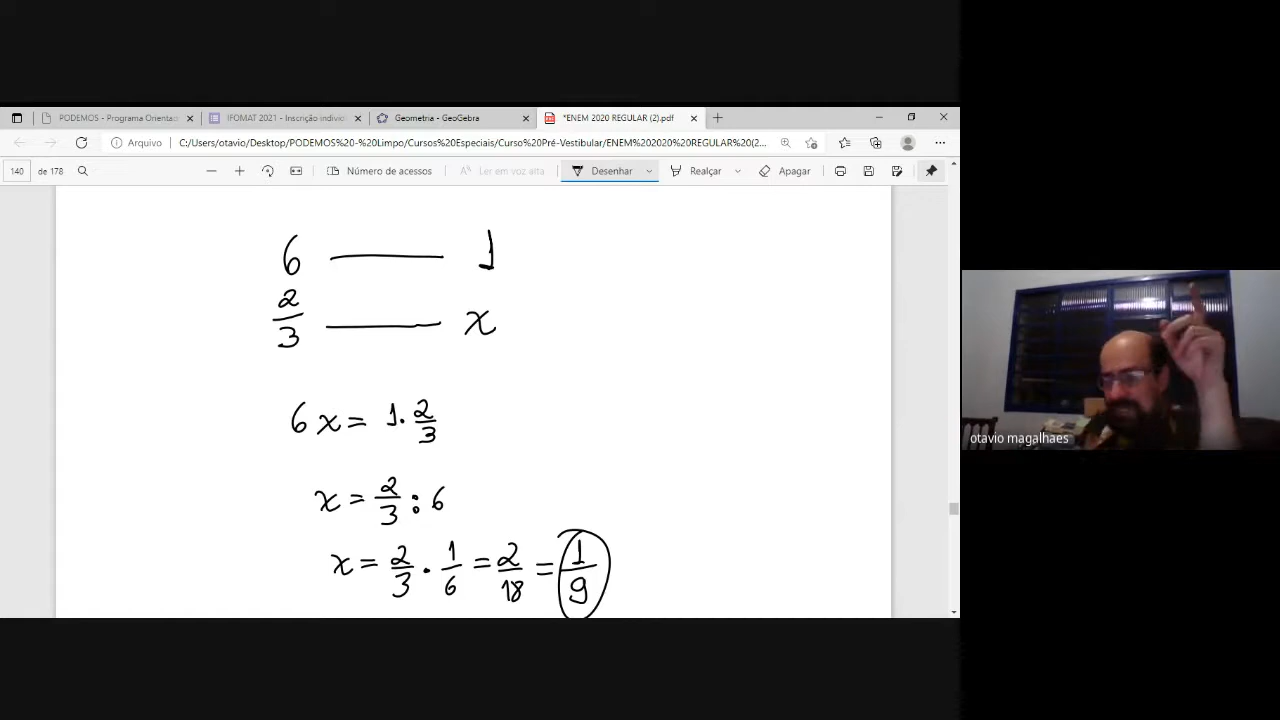 PODEMOS - Programa Orientac
IFOMAT 2021 - Inscrição individ
Geometria - GeoGebra
*ENEM 2020 REGULAR (2).pdf
Arquivo
C:/Users/otavio/Desktop/PODEMOS%20-%20Limpo/Cursos%20Especiais/Curso%20Pré-Vestibular/ENEM%202020%20REGULAR%20(2...
140 de 178
Número de acessos
Ler em voz alta
Desenhar
Realçar
Apagar
6 —— 1
2/3 —— x
6x = 1·2/3
x = 2/3 : 6
x = 2/3 · 1/6 = 2/18 = 1/9
otavio magalhaes